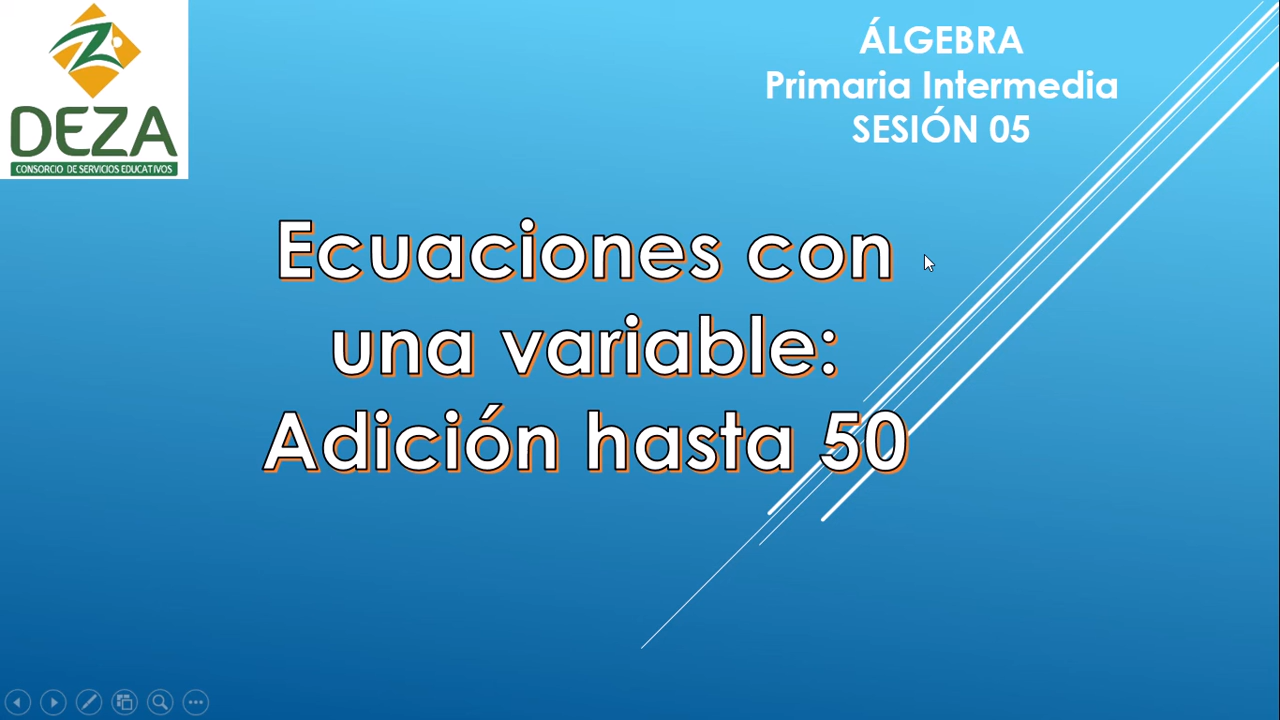 DEZA
CONSORCIO DE SERVICIOS EDUCATIVOS
ÁLGEBRA
Primaria Intermedia
SESIÓN 05
Ecuaciones con
una variable:
Adición hasta 50